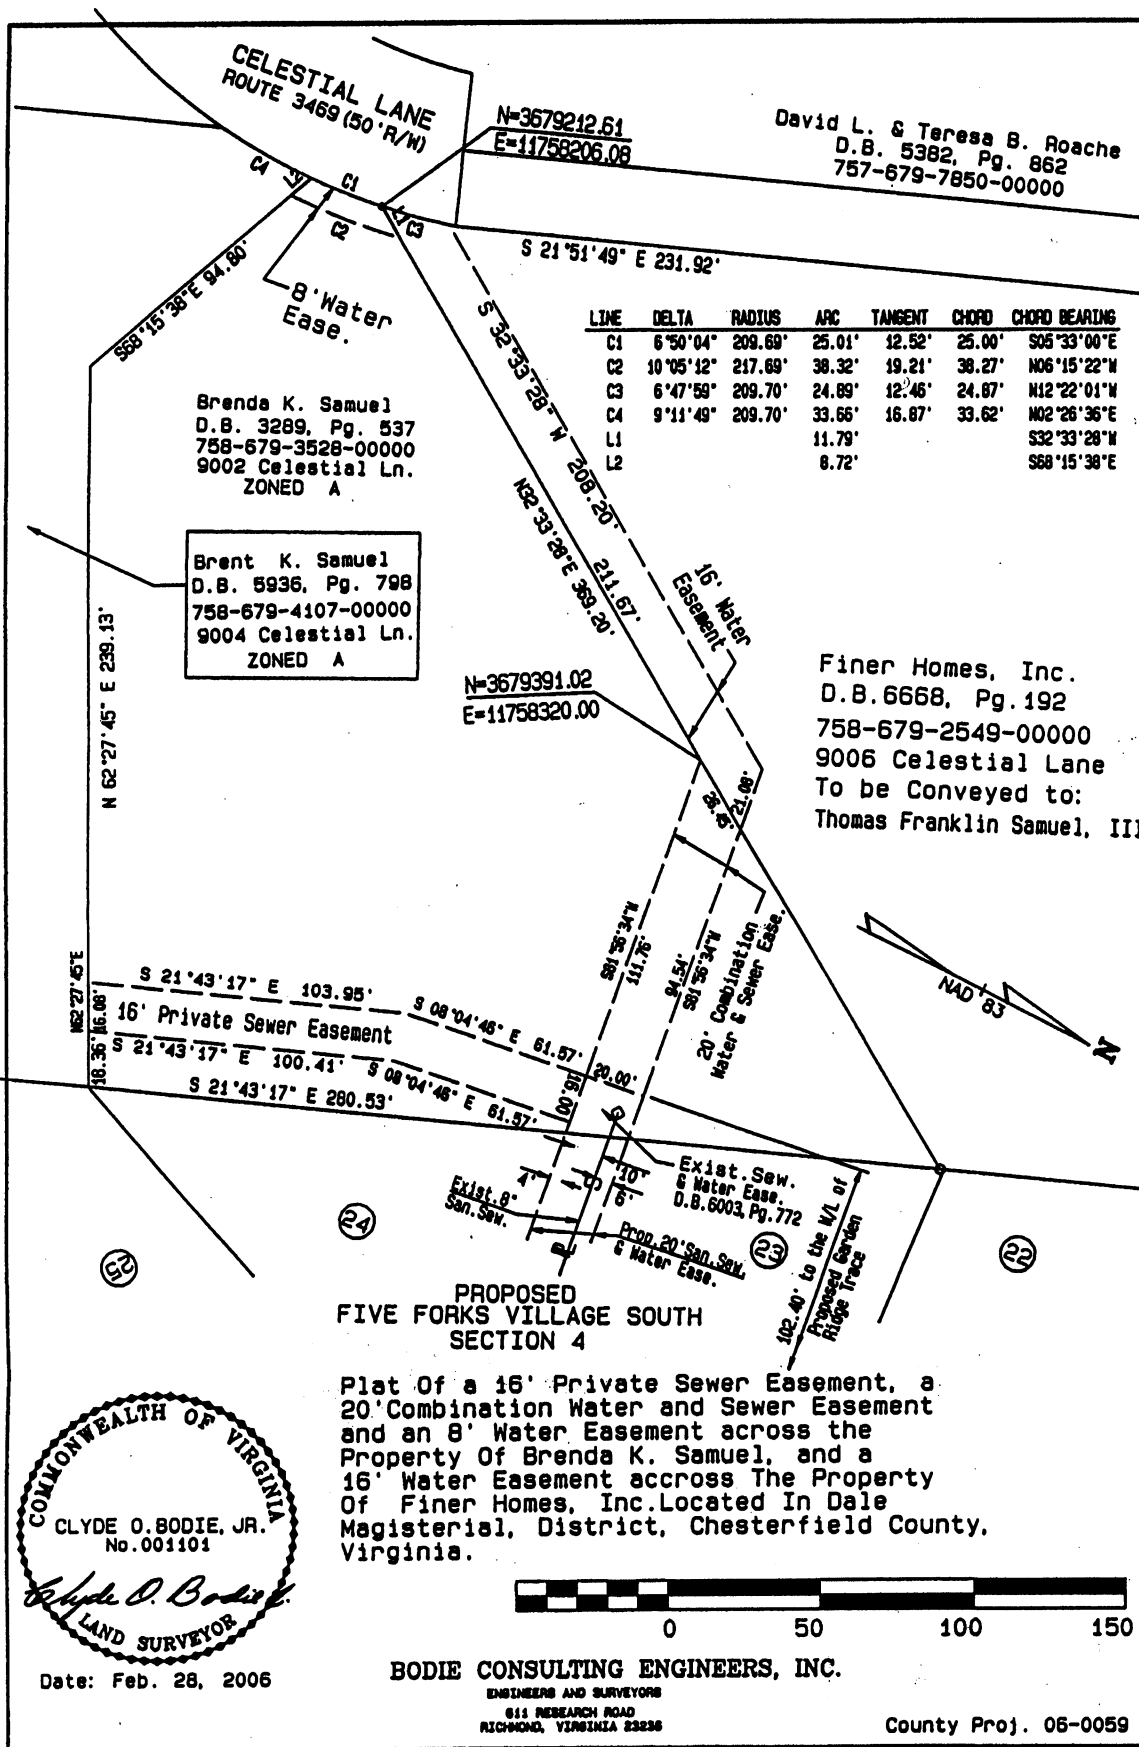 CELESTIAL LANE
ROUTE 3469 (50'R/W)
N=3679212.61
E=11758206.08
David L. & Teresa B. Roache
D.B. 5382, Pg. 862
757-679-7850-00000
C4
L2
C1
C2
L1
C3
S 21°51'49" E 231.92'
S68°15'38"E 94.80'
8'Water
Ease.
S 32°33'28" W 208.20'
LINE DELTA RADIUS ARC TANGENT CHORD CHORD BEARING
C1 6°50'04" 209.69' 25.01' 12.52' 25.00' S05°33'00"E
C2 10°05'12" 217.69' 38.32' 19.21' 38.27' N06°15'22"W
C3 6°47'59" 209.70' 24.89' 12.46' 24.87' N12°22'01"W
C4 9°11'49" 209.70' 33.66' 16.87' 33.62' N02°26'36"E
L1 11.79' S32°33'28"W
L2 8.72' S68°15'38"E
Brenda K. Samuel
D.B. 3289, Pg. 537
758-679-3528-00000
9002 Celestial Ln.
ZONED A
N32°33'28"E 369.20'
211.67'
Brent K. Samuel
D.B. 5936, Pg. 798
758-679-4107-00000
9004 Celestial Ln.
ZONED A
16' Water
Easement
N 62°27'45" E 239.13'
N=3679391.02
E=11758320.00
Finer Homes, Inc.
D.B.6668, Pg.192
758-679-2549-00000
9006 Celestial Lane
To be Conveyed to:
Thomas Franklin Samuel, III
26.45'
21.08'
S81°56'34"W
111.76'
94.54'
S81°56'34"W
20' Combination
Water & Sewer Ease.
NAD '83
N
N62°27'45"E
16.08'
18.36'
S 21°43'17" E 103.95'
S 08°04'46" E 61.57'
16' Private Sewer Easement
S 21°43'17" E 100.41'
S 08°04'46" E 61.57'
S 21°43'17" E 280.53'
20.00'
16.00'
4'
10'
6'
Exist.8"
San.Sew.
Exist.Sew.
& Water Ease.
D.B.6003,Pg.772
Prop.20'San.Sew.
& Water Ease.
102.40' to the W/L of
Proposed Garden
Ridge Trace
25
24
23
22
PROPOSED
FIVE FORKS VILLAGE SOUTH
SECTION 4
Plat Of a 16' Private Sewer Easement, a
20'Combination Water and Sewer Easement
and an 8' Water Easement across the
Property Of Brenda K. Samuel, and a
16' Water Easement accross The Property
Of Finer Homes, Inc.Located In Dale
Magisterial, District, Chesterfield County,
Virginia.
COMMONWEALTH OF VIRGINIA
CLYDE O.BODIE, JR.
No.001101
Clyde O. Bodie Jr.
LAND SURVEYOR
Date: Feb. 28, 2006
0 50 100 150
BODIE CONSULTING ENGINEERS, INC.
ENGINEERS AND SURVEYORS
611 RESEARCH ROAD
RICHMOND, VIRGINIA 23236
County Proj. 06-0059